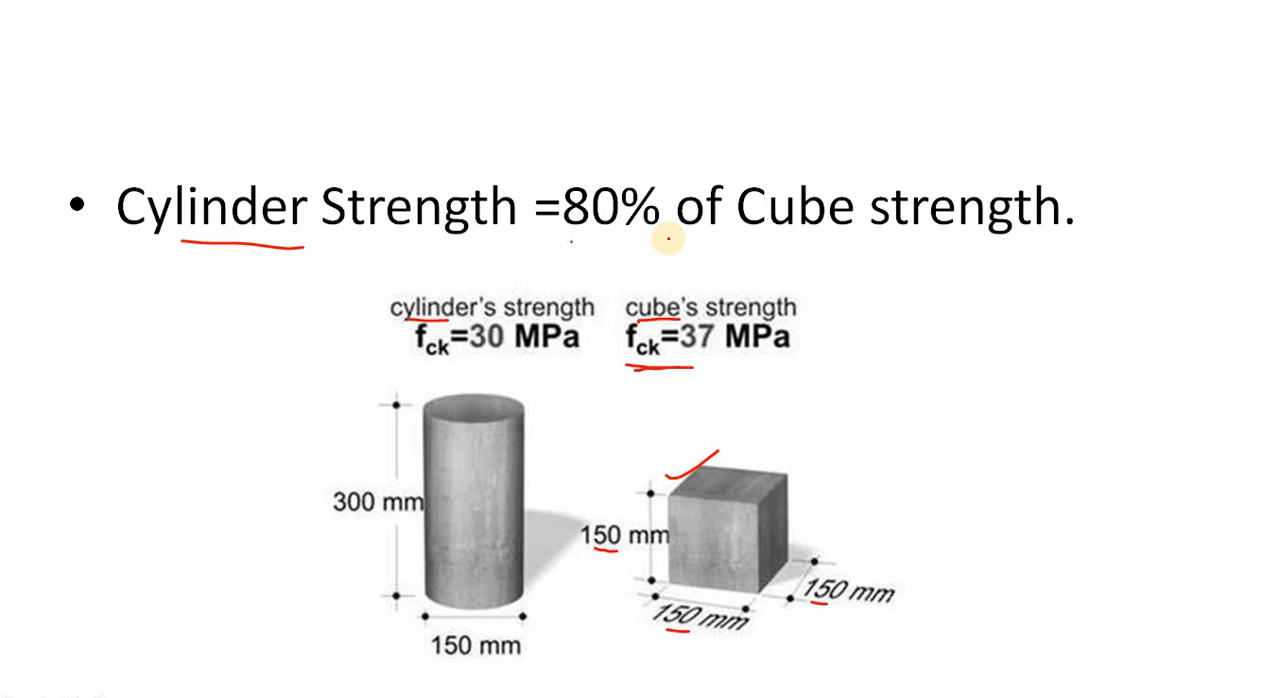 • Cylinder Strength =80% of Cube strength.
cylinder's strength
fck=30 MPa
cube's strength
fck=37 MPa
300 mm
150 mm
150 mm
150 mm
150 mm